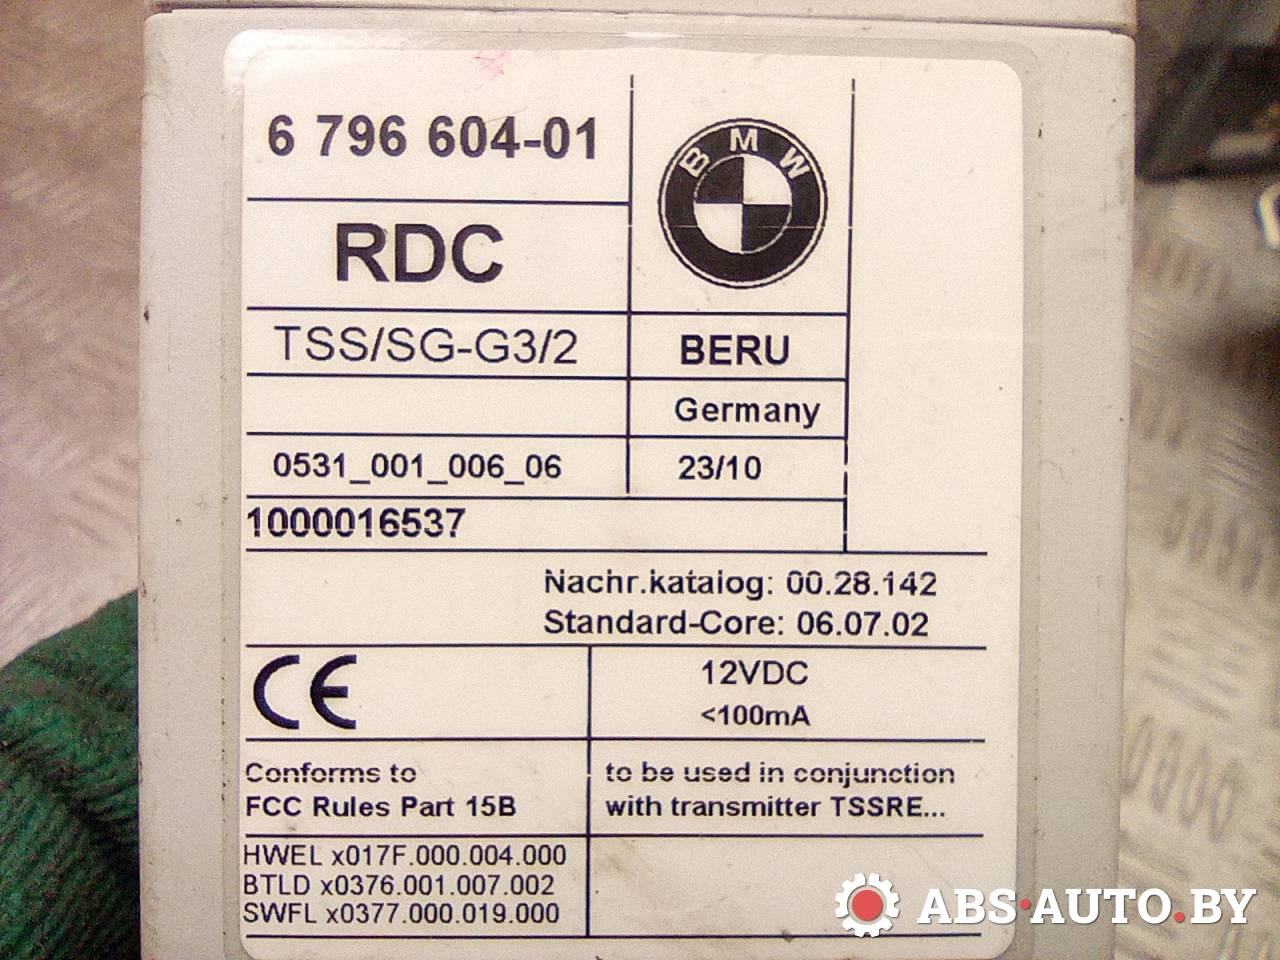 6 796 604-01
BMW
RDC
TSS/SG-G3/2
BERU
Germany
0531_001_006_06
23/10
1000016537
Nachr.katalog: 00.28.142
Standard-Core: 06.07.02
CE
12VDC
<100mA
Conforms to
FCC Rules Part 15B
to be used in conjunction
with transmitter TSSRE...
HWEL x017F.000.004.000
BTLD x0376.001.007.002
SWFL x0377.000.019.000
ABS·AUTO.BY